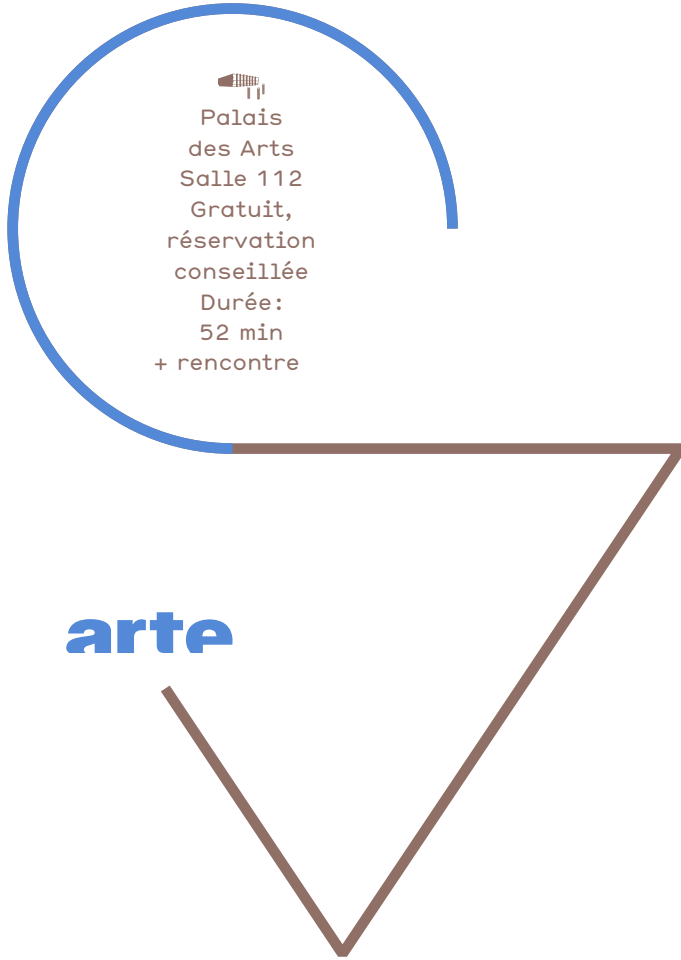 Palais
des Arts
Salle 112
Gratuit,
réservation
conseillée
Durée:
52 min
+ rencontre
arte